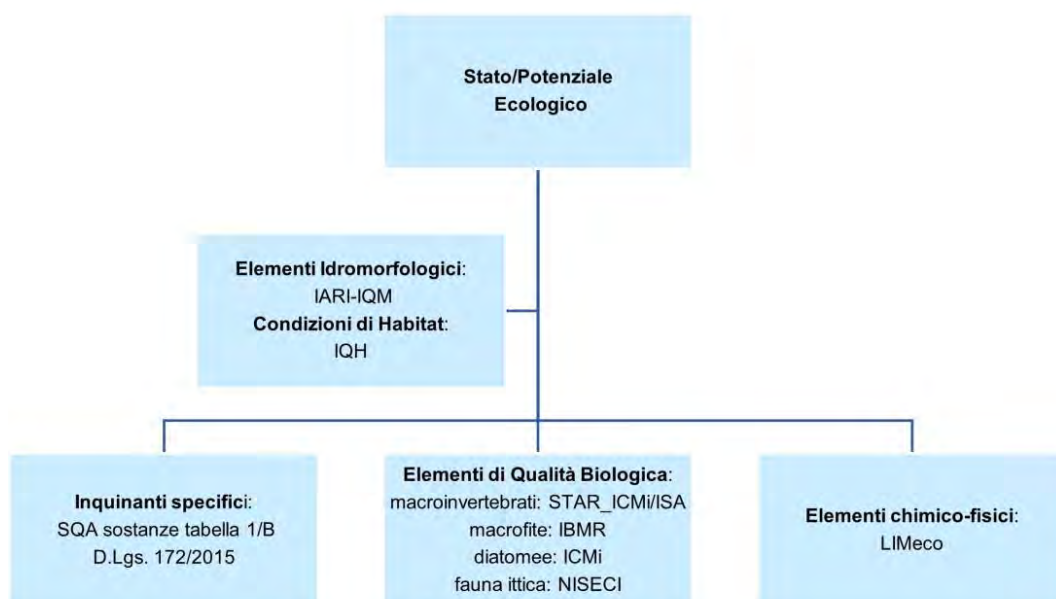 Stato/Potenziale
Ecologico
Elementi Idromorfologici:
IARI-IQM
Condizioni di Habitat:
IQH
Inquinanti specifici:
SQA sostanze tabella 1/B
D.Lgs. 172/2015
Elementi di Qualità Biologica:
macroinvertebrati: STAR_ICMi/ISA
macrofite: IBMR
diatomee: ICMi
fauna ittica: NISECI
Elementi chimico-fisici:
LIMeco